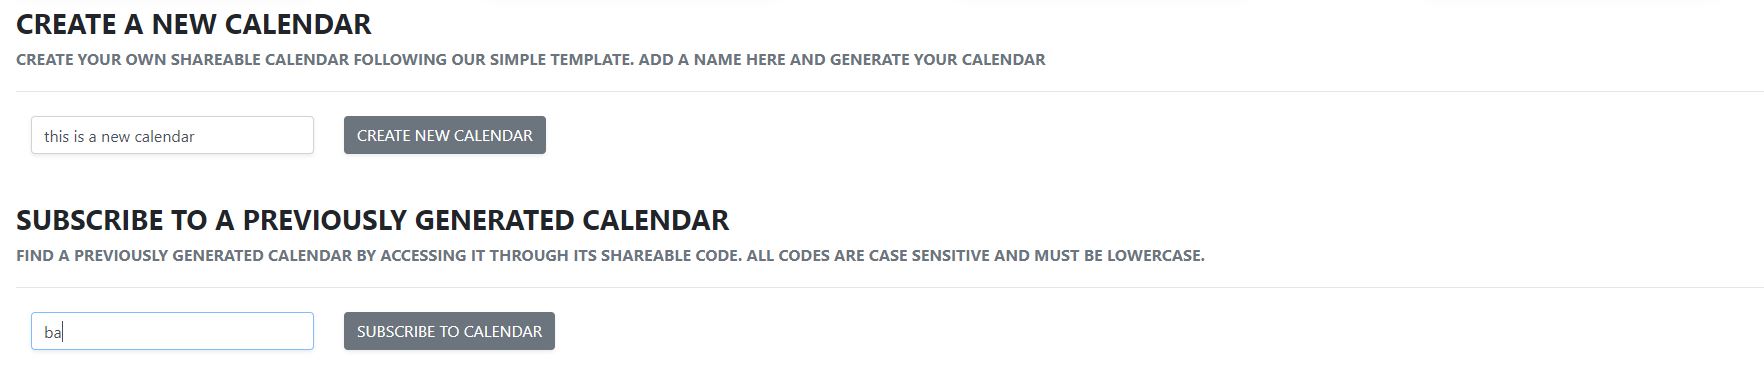 CREATE A NEW CALENDAR
CREATE YOUR OWN SHAREABLE CALENDAR FOLLOWING OUR SIMPLE TEMPLATE. ADD A NAME HERE AND GENERATE YOUR CALENDAR
this is a new calendar
CREATE NEW CALENDAR
SUBSCRIBE TO A PREVIOUSLY GENERATED CALENDAR
FIND A PREVIOUSLY GENERATED CALENDAR BY ACCESSING IT THROUGH ITS SHAREABLE CODE. ALL CODES ARE CASE SENSITIVE AND MUST BE LOWERCASE.
ba
SUBSCRIBE TO CALENDAR